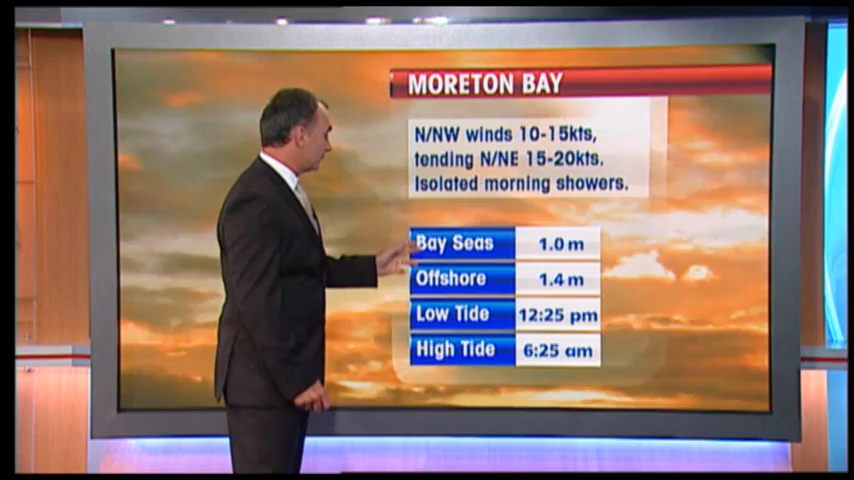 MORETON BAY
N/NW winds 10-15kts,
tending N/NE 15-20kts.
Isolated morning showers.
Bay Seas 1.0 m
Offshore 1.4 m
Low Tide 12:25 pm
High Tide 6:25 am